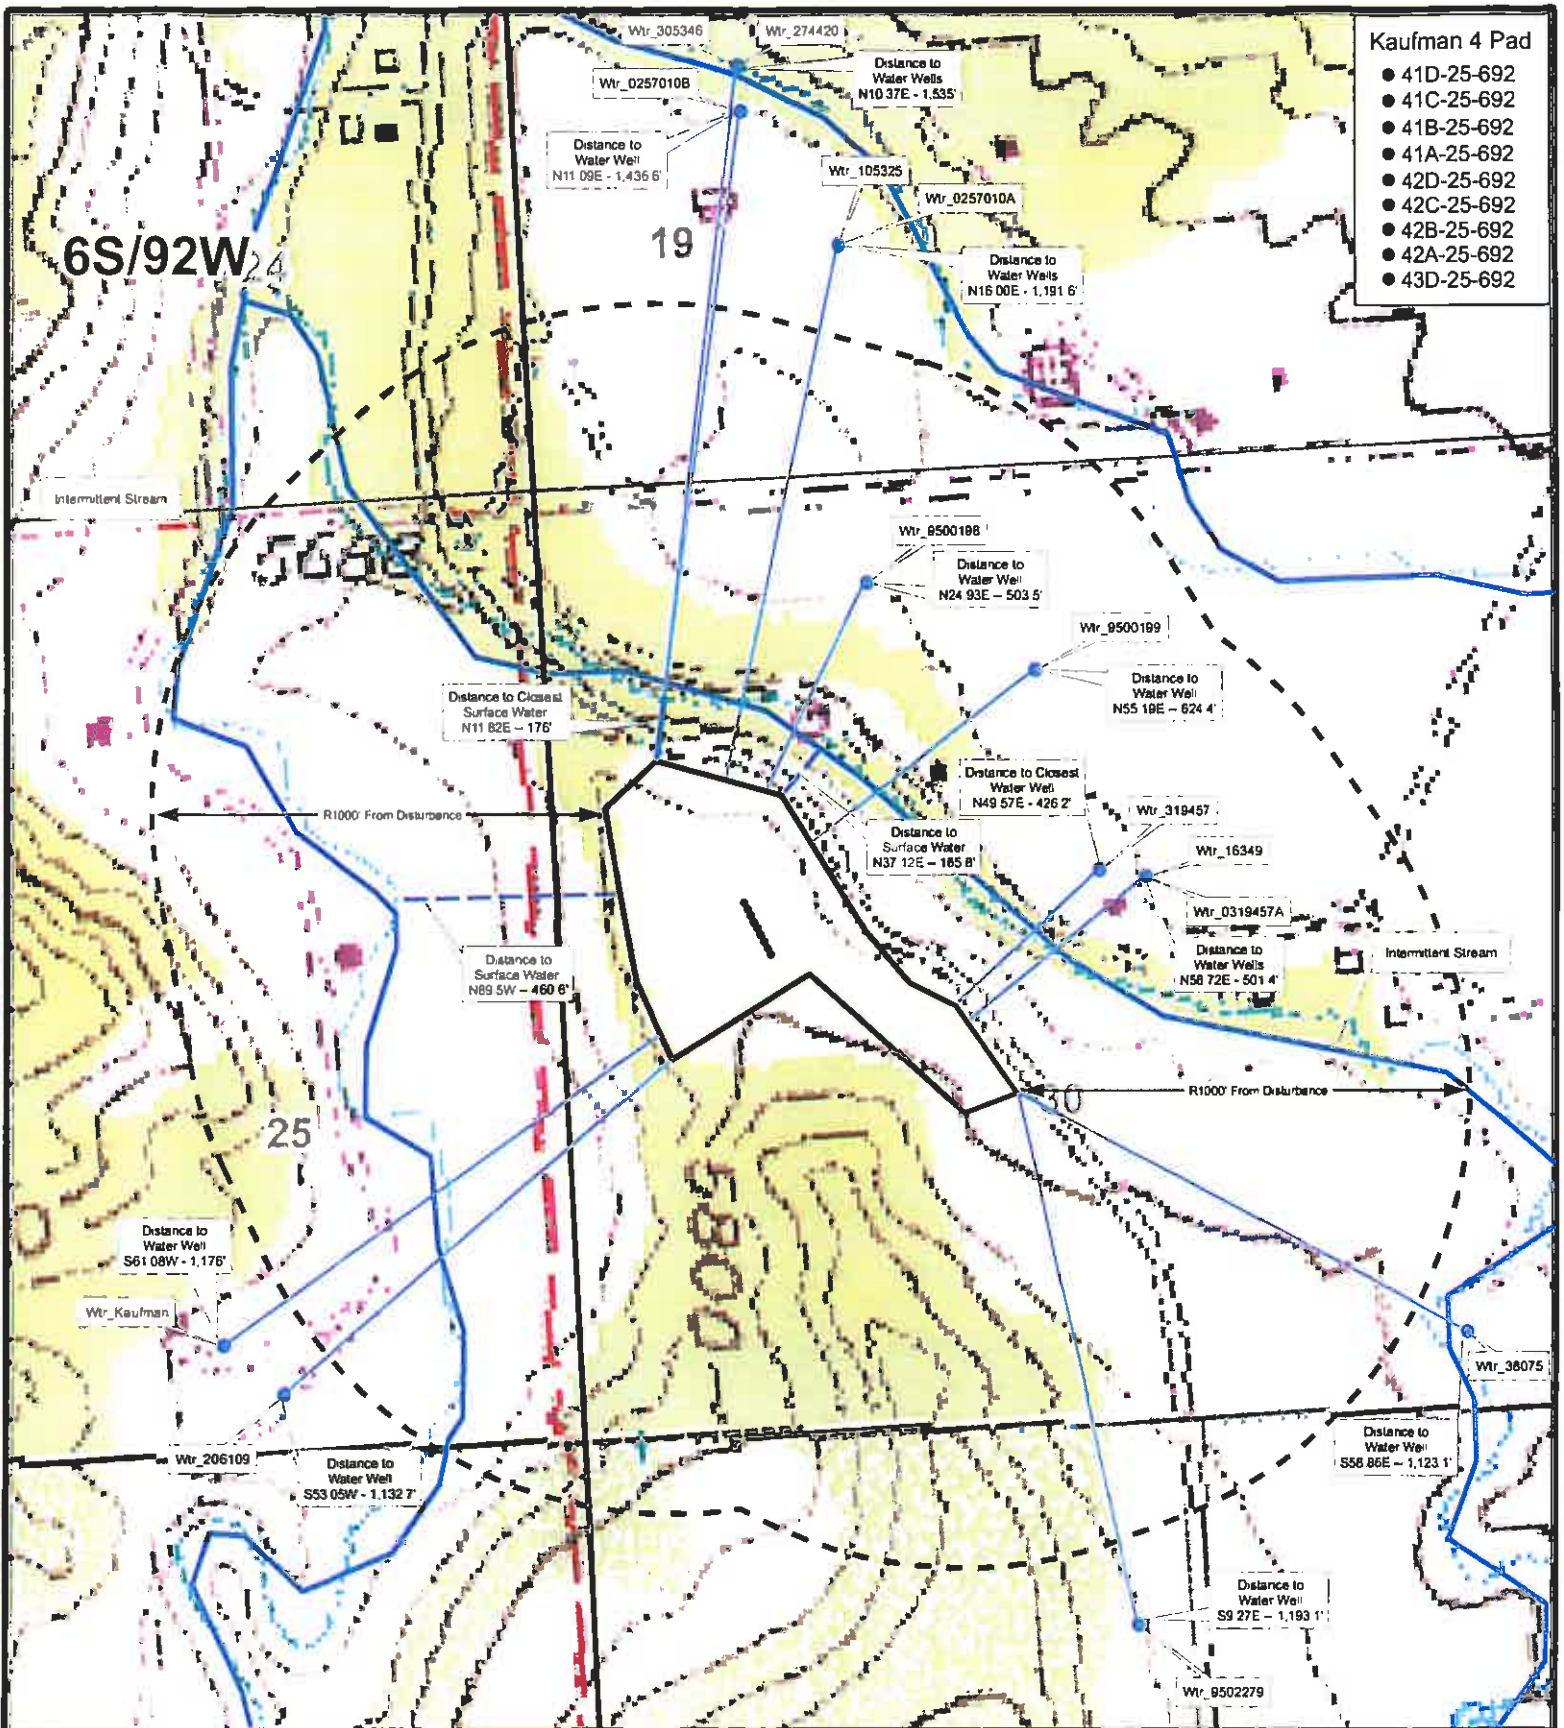 Kaufman 4 Pad
41D-25-692
41C-25-692
41B-25-692
41A-25-692
42D-25-692
42C-25-692
42B-25-692
42A-25-692
43D-25-692
Wtr_305346
Wtr_274420
Distance to
Water Wells
N10 37E - 1,535'
Wtr_0257010B
Distance to
Water Well
N11 09E - 1,436 6'
Wtr_105325
Wtr_0257010A
Distance to
Water Wells
N16 00E - 1,191 6'
6S/92W
24
19
Intermittent Stream
Wtr_9500198
Distance to
Water Well
N24 93E – 503 5'
Wtr_9500199
Distance to
Water Well
N55 19E – 624 4'
Distance to Closest
Surface Water
N11 82E – 176'
Distance to Closest
Water Well
N49 57E - 426 2'
Wtr_319457
R1000' From Disturbance
Distance to
Surface Water
N37 12E – 185 8'
Wtr_16349
Wtr_0319457A
Distance to
Water Wells
N58 72E - 501 4'
Intermittent Stream
Distance to
Surface Water
N89 5W – 460 6'
R1000' From Disturbance
30
25
5800
Distance to
Water Well
S61 08W - 1,176'
Wtr_Kaufman
Wtr_206109
Distance to
Water Well
S53 05W - 1,132 7'
Wtr_36075
Distance to
Water Well
S58 86E – 1,123 1'
Distance to
Water Well
S9 27E – 1,193 1'
Wtr_9502279